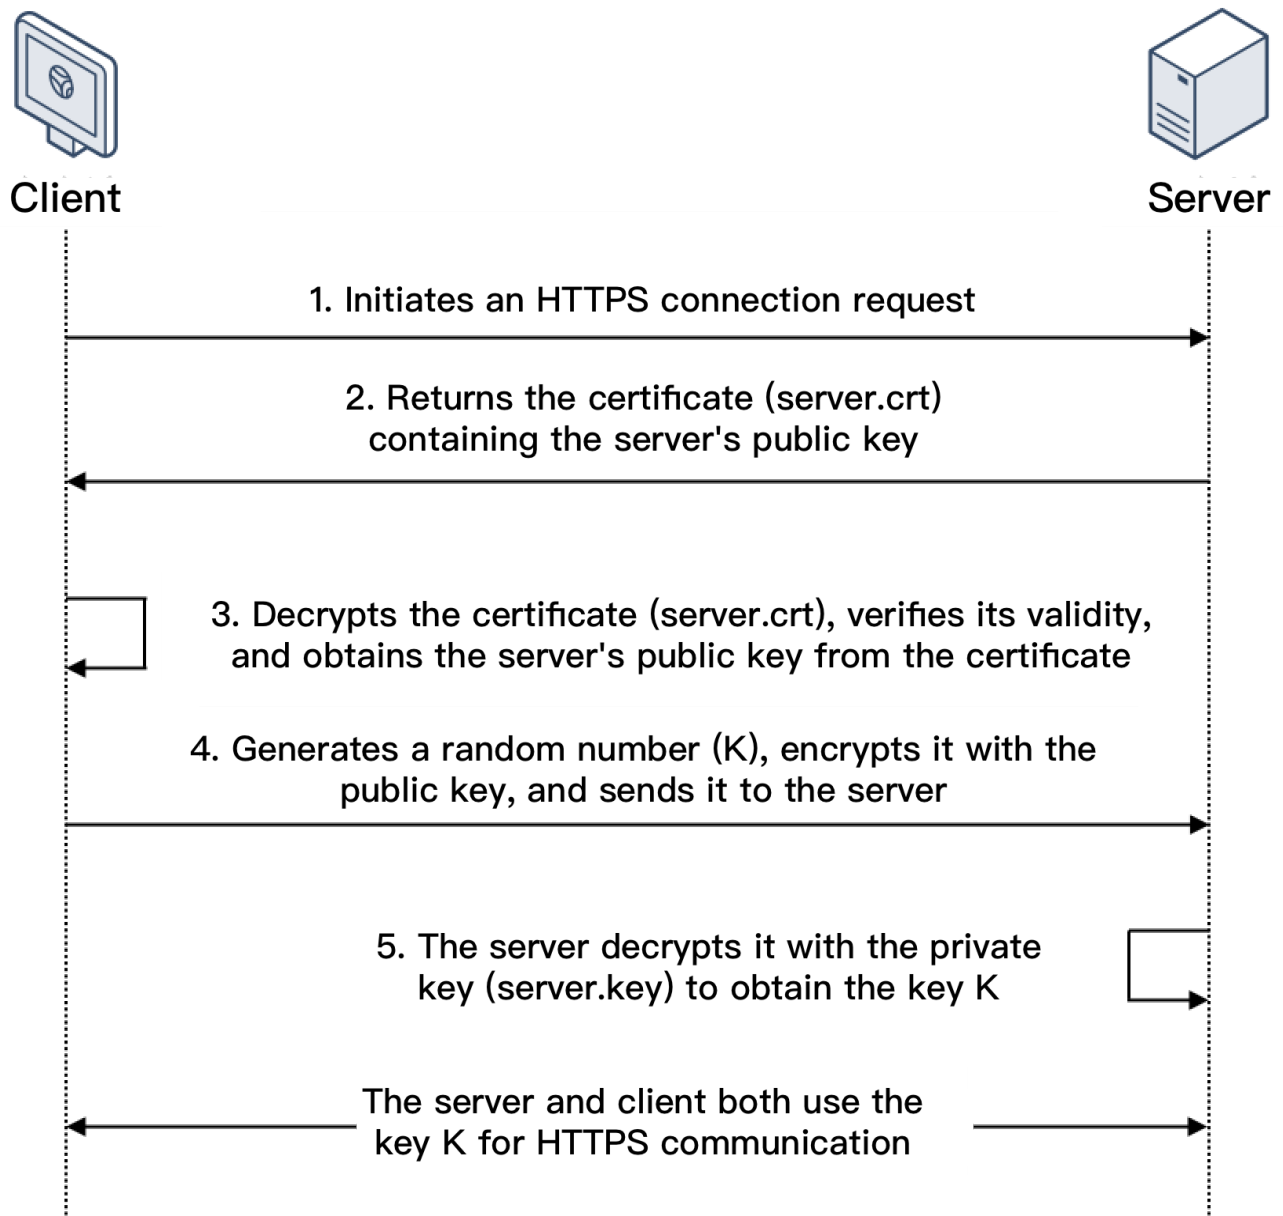 Client
Server
1. Initiates an HTTPS connection request
2. Returns the certificate (server.crt)
containing the server's public key
3. Decrypts the certificate (server.crt), verifies its validity,
and obtains the server's public key from the certificate
4. Generates a random number (K), encrypts it with the
public key, and sends it to the server
5. The server decrypts it with the private
key (server.key) to obtain the key K
The server and client both use the
key K for HTTPS communication